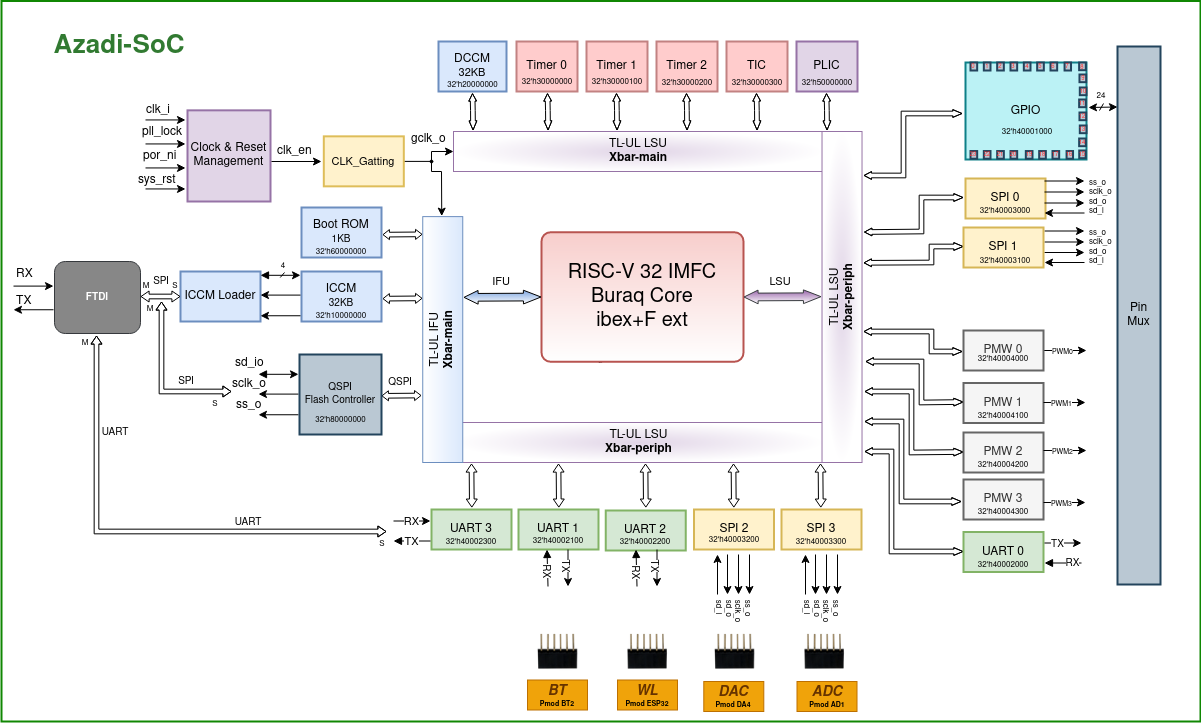 Azadi-SoC
DCCM
32KB
32'h20000000
Timer 0
32'h30000000
Timer 1
32'h30000100
Timer 2
32'h30000200
TIC
32'h30000300
PLIC
32'h50000000
clk_i
pll_lock
por_ni
sys_rst
Clock & Reset
Management
clk_en
CLK_Gatting
gclk_o
TL-UL LSU
Xbar-main
GPIO
32'h40001000
24
Pin
Mux
SPI 0
32'h40003000
ss_o
sclk_o
sd_o
sd_i
SPI 1
32'h40003100
ss_o
sclk_o
sd_o
sd_i
Boot ROM
1KB
32'h60000000
RX
TX
FTDI
M
SPI
S
M
ICCM Loader
4
ICCM
32KB
32'h10000000
TL-UL IFU
Xbar-main
IFU
RISC-V 32 IMFC
Buraq Core
ibex+F ext
LSU
TL-UL LSU
Xbar-periph
M
SPI
S
sd_io
sclk_o
ss_o
QSPI
Flash Controller
32'h80000000
QSPI
UART
TL-UL LSU
Xbar-periph
PMW 0
32'h40004000
PWM0
PMW 1
32'h40004100
PWM1
PMW 2
32'h40004200
PWM2
PMW 3
32'h40004300
PWM3
UART 0
32'h40002000
TX
RX
UART
S
RX
TX
UART 3
32'h40002300
UART 1
32'h40002100
UART 2
32'h40002200
SPI 2
32'h40003200
SPI 3
32'h40003300
RX
TX
RX
TX
sd_i
sd_o
sclk_o
ss_o
sd_i
sd_o
sclk_o
ss_o
BT
Pmod BT2
WL
Pmod ESP32
DAC
Pmod DA4
ADC
Pmod AD1